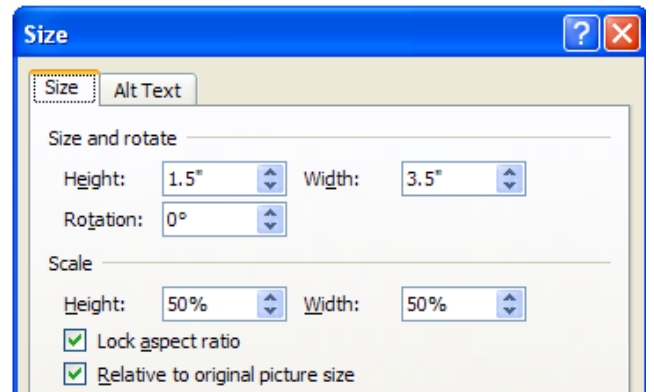 Size
Size Alt Text
Size and rotate
Height: 1.5" Width: 3.5"
Rotation: 0°
Scale
Height: 50% Width: 50%
Lock aspect ratio
Relative to original picture size